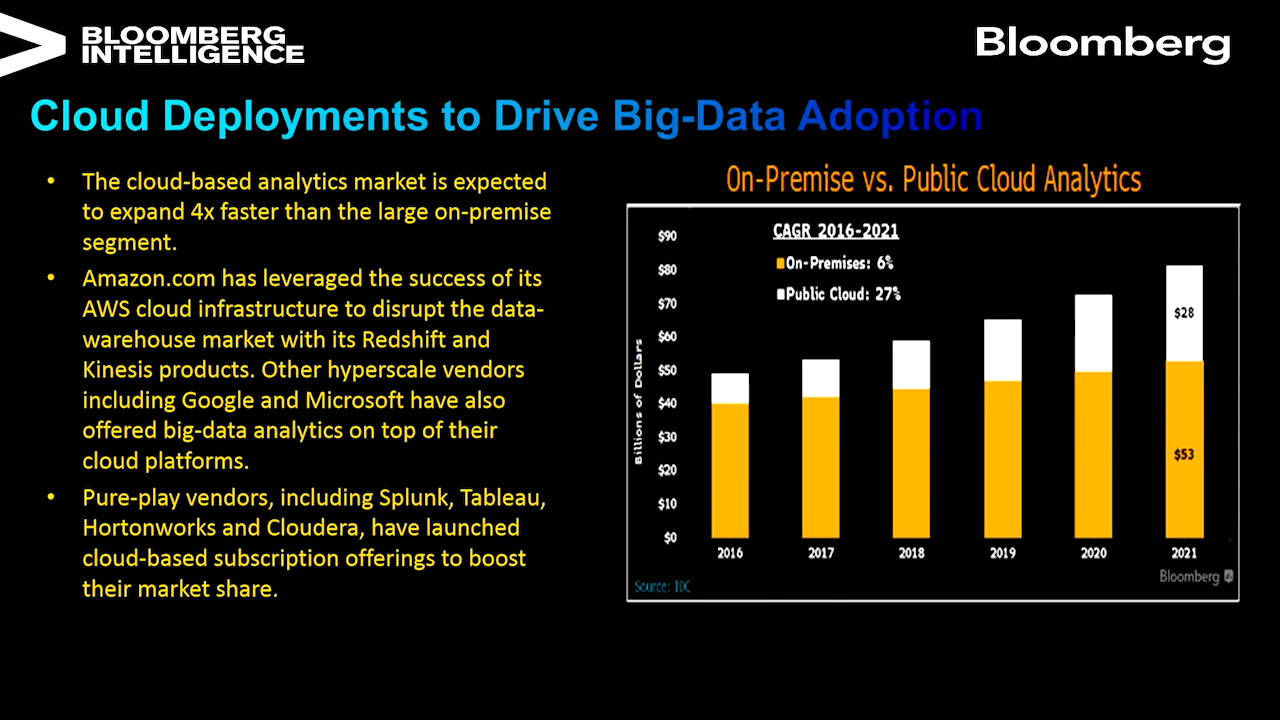 BLOOMBERG
INTELLIGENCE
Bloomberg
Cloud Deployments to Drive Big-Data Adoption
• The cloud-based analytics market is expected
to expand 4x faster than the large on-premise
segment.
• Amazon.com has leveraged the success of its
AWS cloud infrastructure to disrupt the data-
warehouse market with its Redshift and
Kinesis products. Other hyperscale vendors
including Google and Microsoft have also
offered big-data analytics on top of their
cloud platforms.
• Pure-play vendors, including Splunk, Tableau,
Hortonworks and Cloudera, have launched
cloud-based subscription offerings to boost
their market share.
On-Premise vs. Public Cloud Analytics
CAGR 2016-2021
On-Premises: 6%
Public Cloud: 27%
Billions of Dollars
$90
$80
$70
$60
$50
$40
$30
$20
$10
$0
$28
$53
2016 2017 2018 2019 2020 2021
Source: IDC
Bloomberg